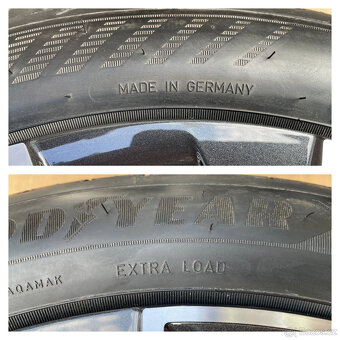 MADE IN GERMANY
ODYEAR
EXTRA LOAD
AQAMAK